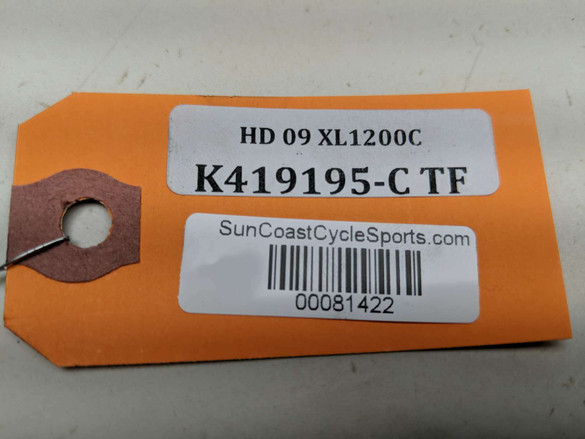 HD 09 XL1200C
K419195-C TF
SunCoastCycleSports.com
00081422